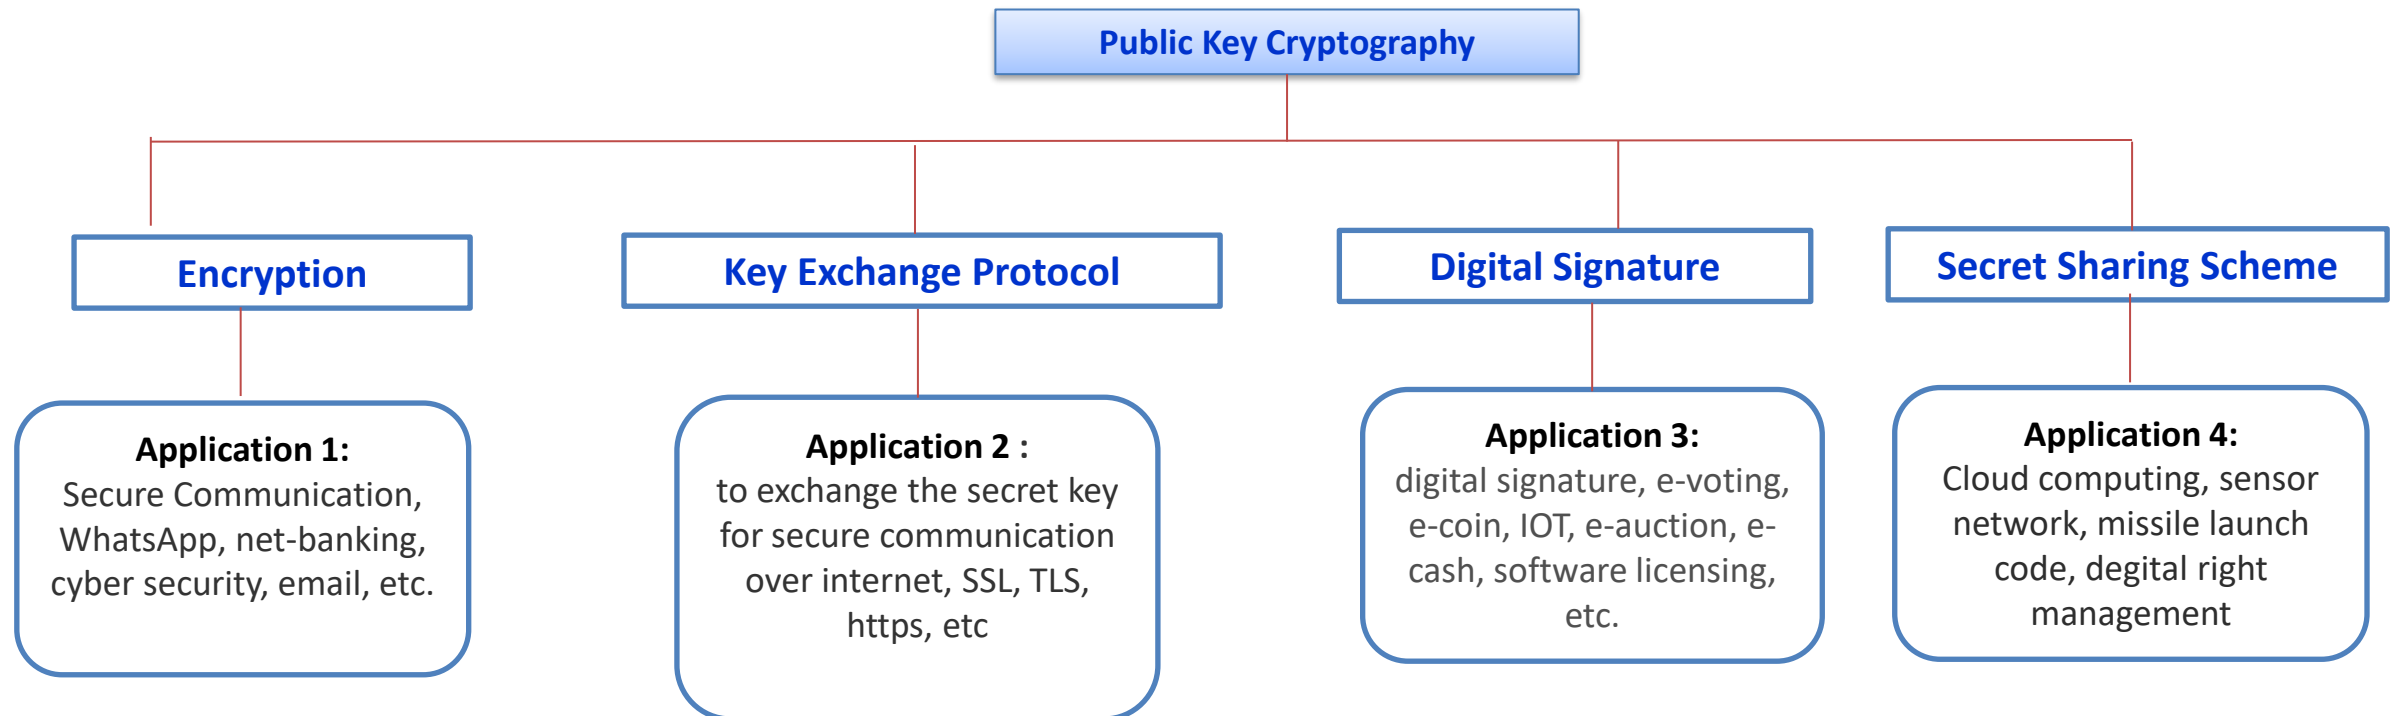 Public Key Cryptography
Encryption
Key Exchange Protocol
Digital Signature
Secret Sharing Scheme
Application 1:
Secure Communication,
WhatsApp, net-banking,
cyber security, email, etc.
Application 2 :
to exchange the secret key
for secure communication
over internet, SSL, TLS,
https, etc
Application 3:
digital signature, e-voting,
e-coin, IOT, e-auction, e-
cash, software licensing,
etc.
Application 4:
Cloud computing, sensor
network, missile launch
code, degital right
management